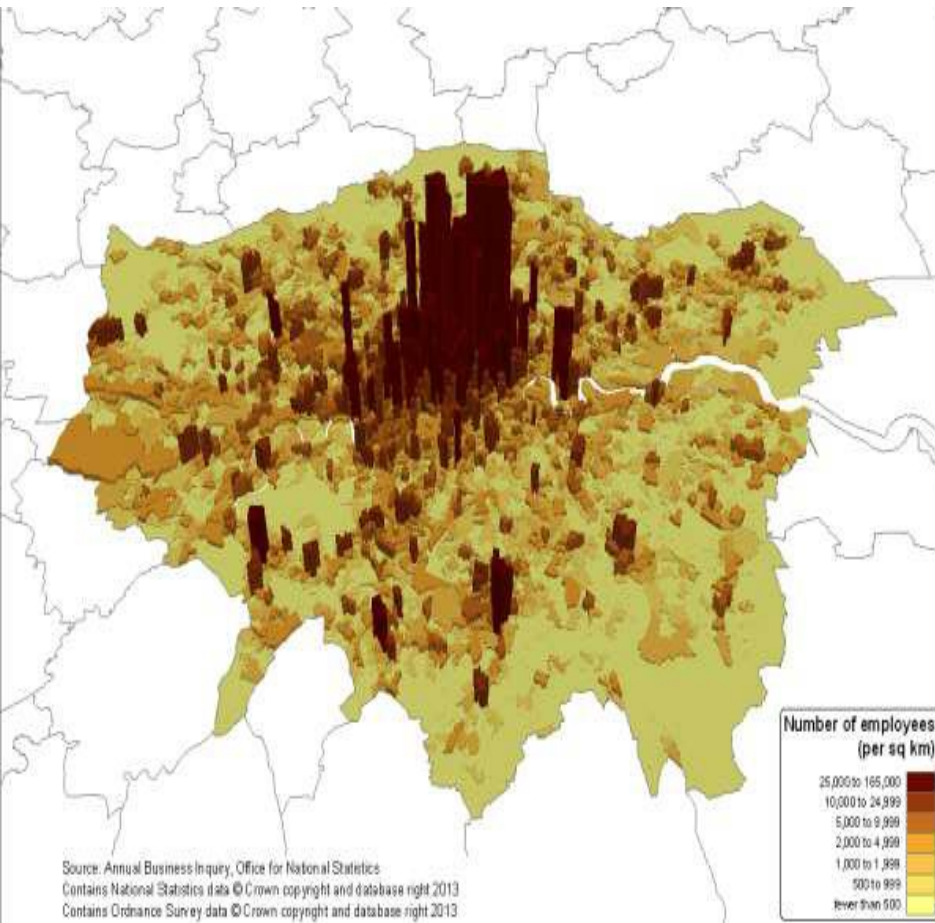 Number of employees
(per sq km)
25,000 to 165,000
10,000 to 24,999
5,000 to 9,999
2,000 to 4,999
1,000 to 1,999
500 to 999
fewer than 500
Source: Annual Business Inquiry, Office for National Statistics
Contains National Statistics data © Crown copyright and database right 2013
Contains Ordnance Survey data © Crown copyright and database right 2013